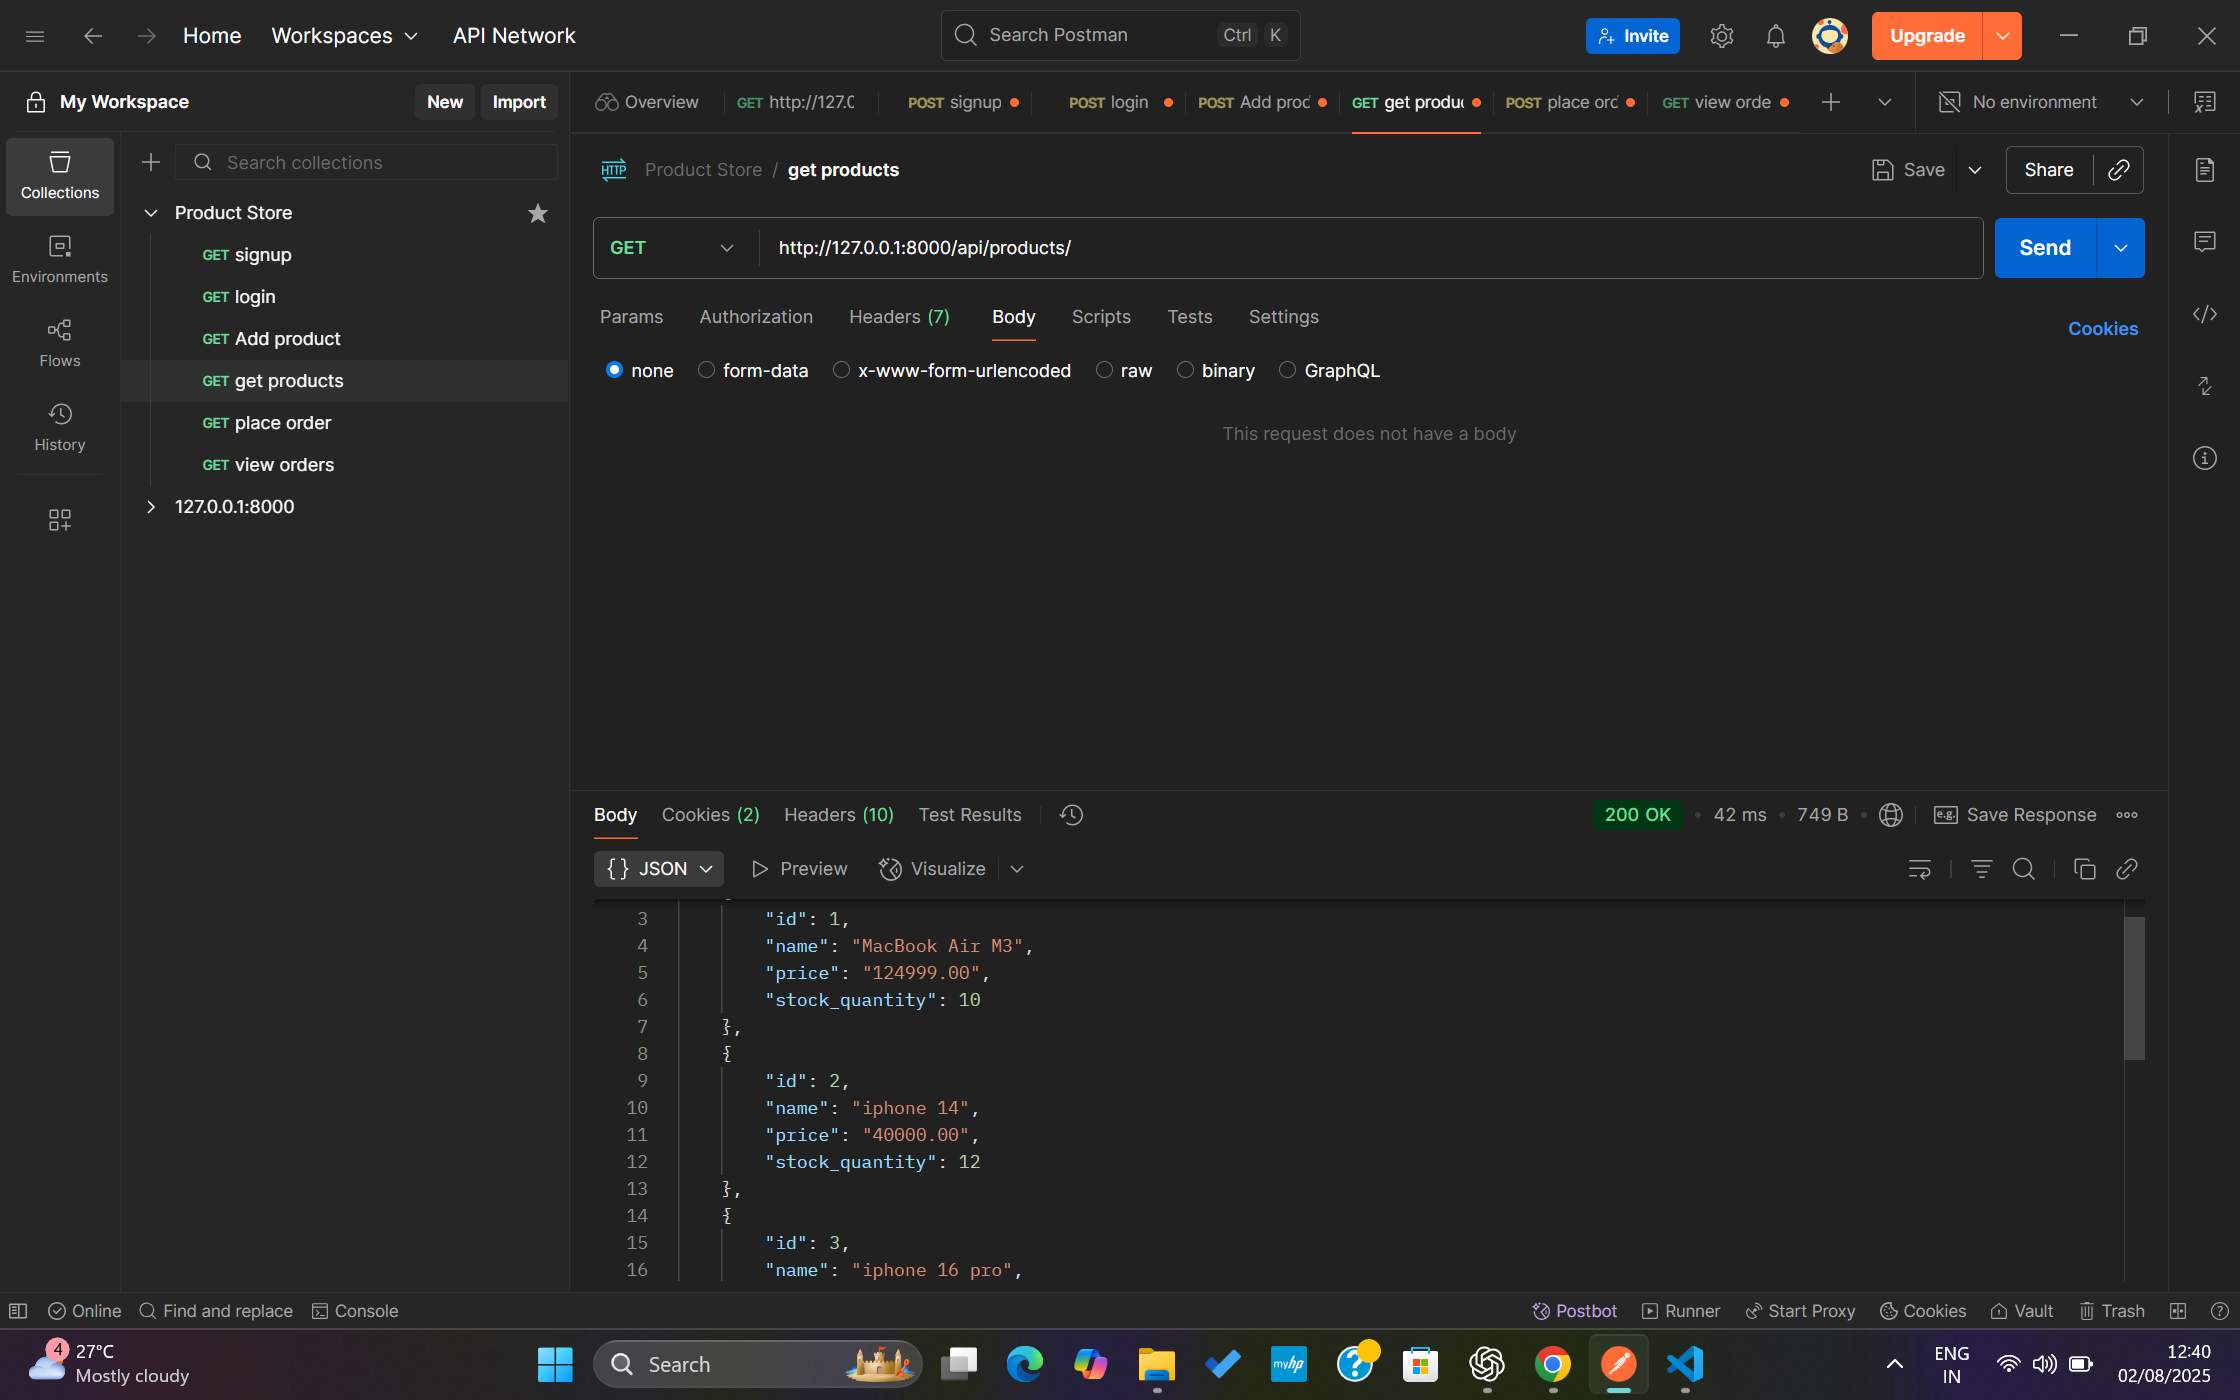 Home Workspaces API Network
Search Postman Ctrl K
Invite
Upgrade
My Workspace New Import
Overview GET http://127.0 POST signup POST login POST Add prod GET get produc POST place ord GET view orde No environment
Collections
Environments
Flows
History
Search collections
Product Store
GET signup
GET login
GET Add product
GET get products
GET place order
GET view orders
127.0.0.1:8000
HTTP Product Store / get products
Save Share
GET http://127.0.0.1:8000/api/products/ Send
Params Authorization Headers (7) Body Scripts Tests Settings Cookies
none form-data x-www-form-urlencoded raw binary GraphQL
This request does not have a body
Body Cookies (2) Headers (10) Test Results
200 OK • 42 ms • 749 B • e.g. Save Response
{} JSON Preview Visualize
3 "id": 1,
4 "name": "MacBook Air M3",
5 "price": "124999.00",
6 "stock_quantity": 10
7 },
8 {
9 "id": 2,
10 "name": "iphone 14",
11 "price": "40000.00",
12 "stock_quantity": 12
13 },
14 {
15 "id": 3,
16 "name": "iphone 16 pro",
Online Find and replace Console Postbot Runner Start Proxy Cookies Vault Trash
4 27°C
Mostly cloudy
Search
myhp
ENG
IN
12:40
02/08/2025